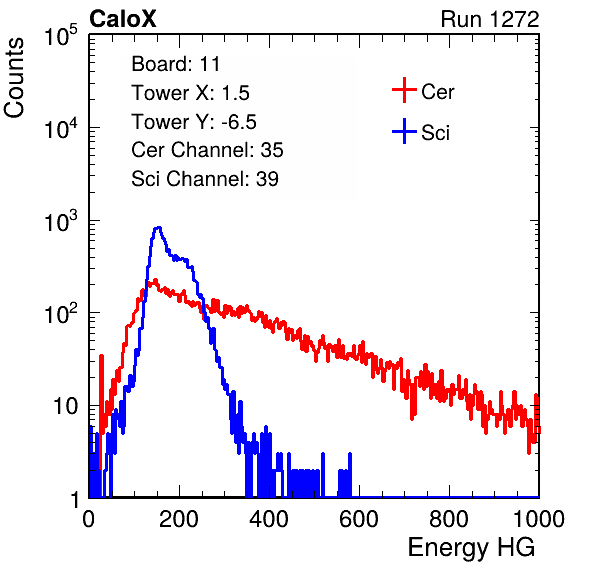 CaloX Run 1272
Counts
Board: 11
Tower X: 1.5
Tower Y: -6.5
Cer Channel: 35
Sci Channel: 39
Cer
Sci
10^5
10^4
10^3
10^2
10
1
0 200 400 600 800 1000
Energy HG